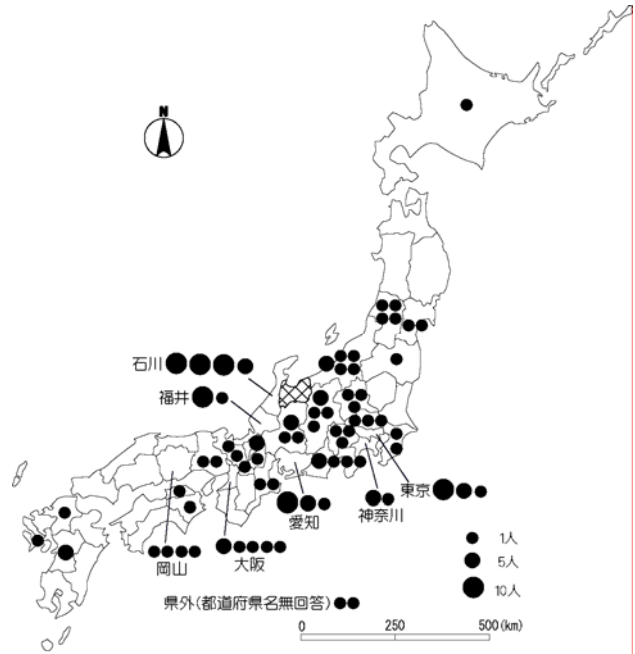 N
石川
福井
愛知
神奈川
東京
岡山
大阪
1人
5人
10人
県外(都道府県名無回答)
0 250 500(km)